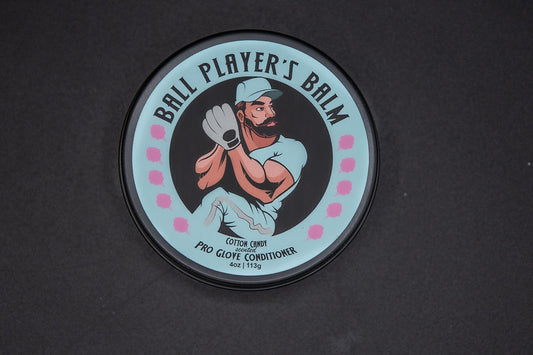 BALL PLAYER'S BALM
COTTON CANDY
scented
PRO GLOVE CONDITIONER
4oz | 113g